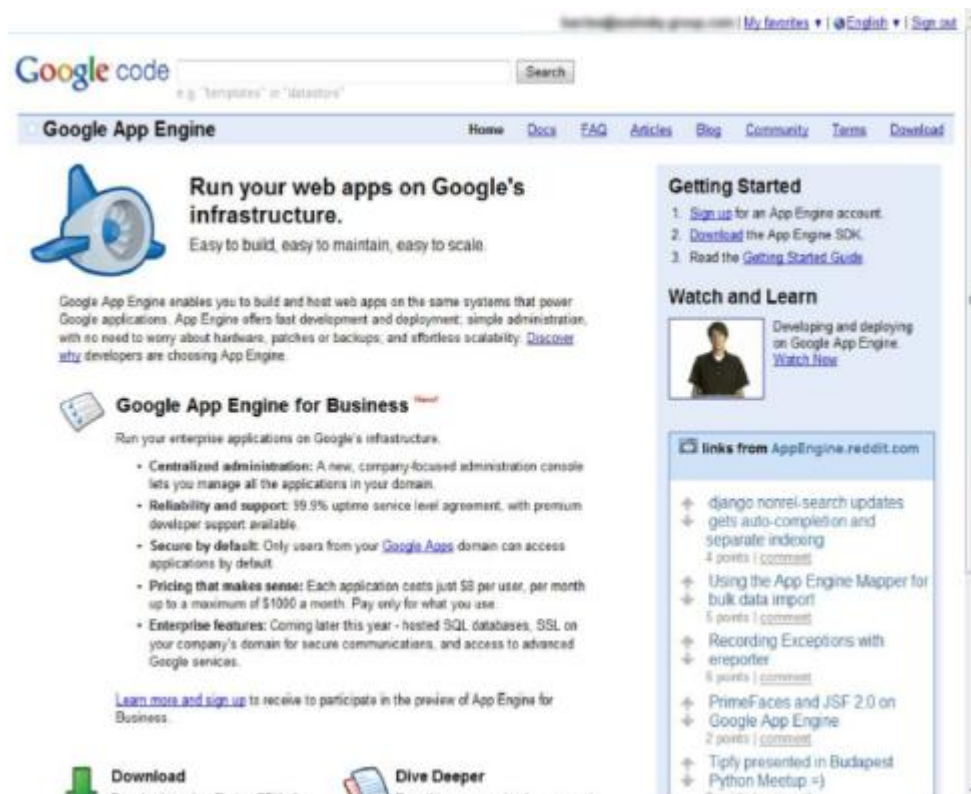 My favorites ▼ | English ▼ | Sign out
Google code
Search
e.g. "templates" or "datastore"
Google App Engine
Home Docs FAQ Articles Blog Community Terms Download
Run your web apps on Google's
infrastructure.
Easy to build, easy to maintain, easy to scale.
Google App Engine enables you to build and host web apps on the same systems that power
Google applications. App Engine offers fast development and deployment; simple administration,
with no need to worry about hardware, patches or backups; and effortless scalability. Discover
why developers are choosing App Engine.
Google App Engine for Business New!
Run your enterprise applications on Google's infrastructure.
• Centralized administration: A new, company-focused administration console
lets you manage all the applications in your domain.
• Reliability and support: 99.9% uptime service level agreement, with premium
developer support available.
• Secure by default: Only users from your Google Apps domain can access
applications by default.
• Pricing that makes sense: Each application costs just $8 per user, per month
up to a maximum of $1000 a month. Pay only for what you use.
• Enterprise features: Coming later this year - hosted SQL databases, SSL on
your company's domain for secure communications, and access to advanced
Google services.
Learn more and sign up to receive to participate in the preview of App Engine for
Business.
Download
Dive Deeper
Getting Started
1. Sign up for an App Engine account.
2. Download the App Engine SDK.
3. Read the Getting Started Guide
Watch and Learn
Developing and deploying
on Google App Engine.
Watch Now
links from AppEngine.reddit.com
django nonrel-search updates
gets auto-completion and
separate indexing
4 points | comment
Using the App Engine Mapper for
bulk data import
5 points | comment
Recording Exceptions with
ereporter
6 points | comment
PrimeFaces and JSF 2.0 on
Google App Engine
2 points | comment
Tipfy presented in Budapest
Python Meetup =)